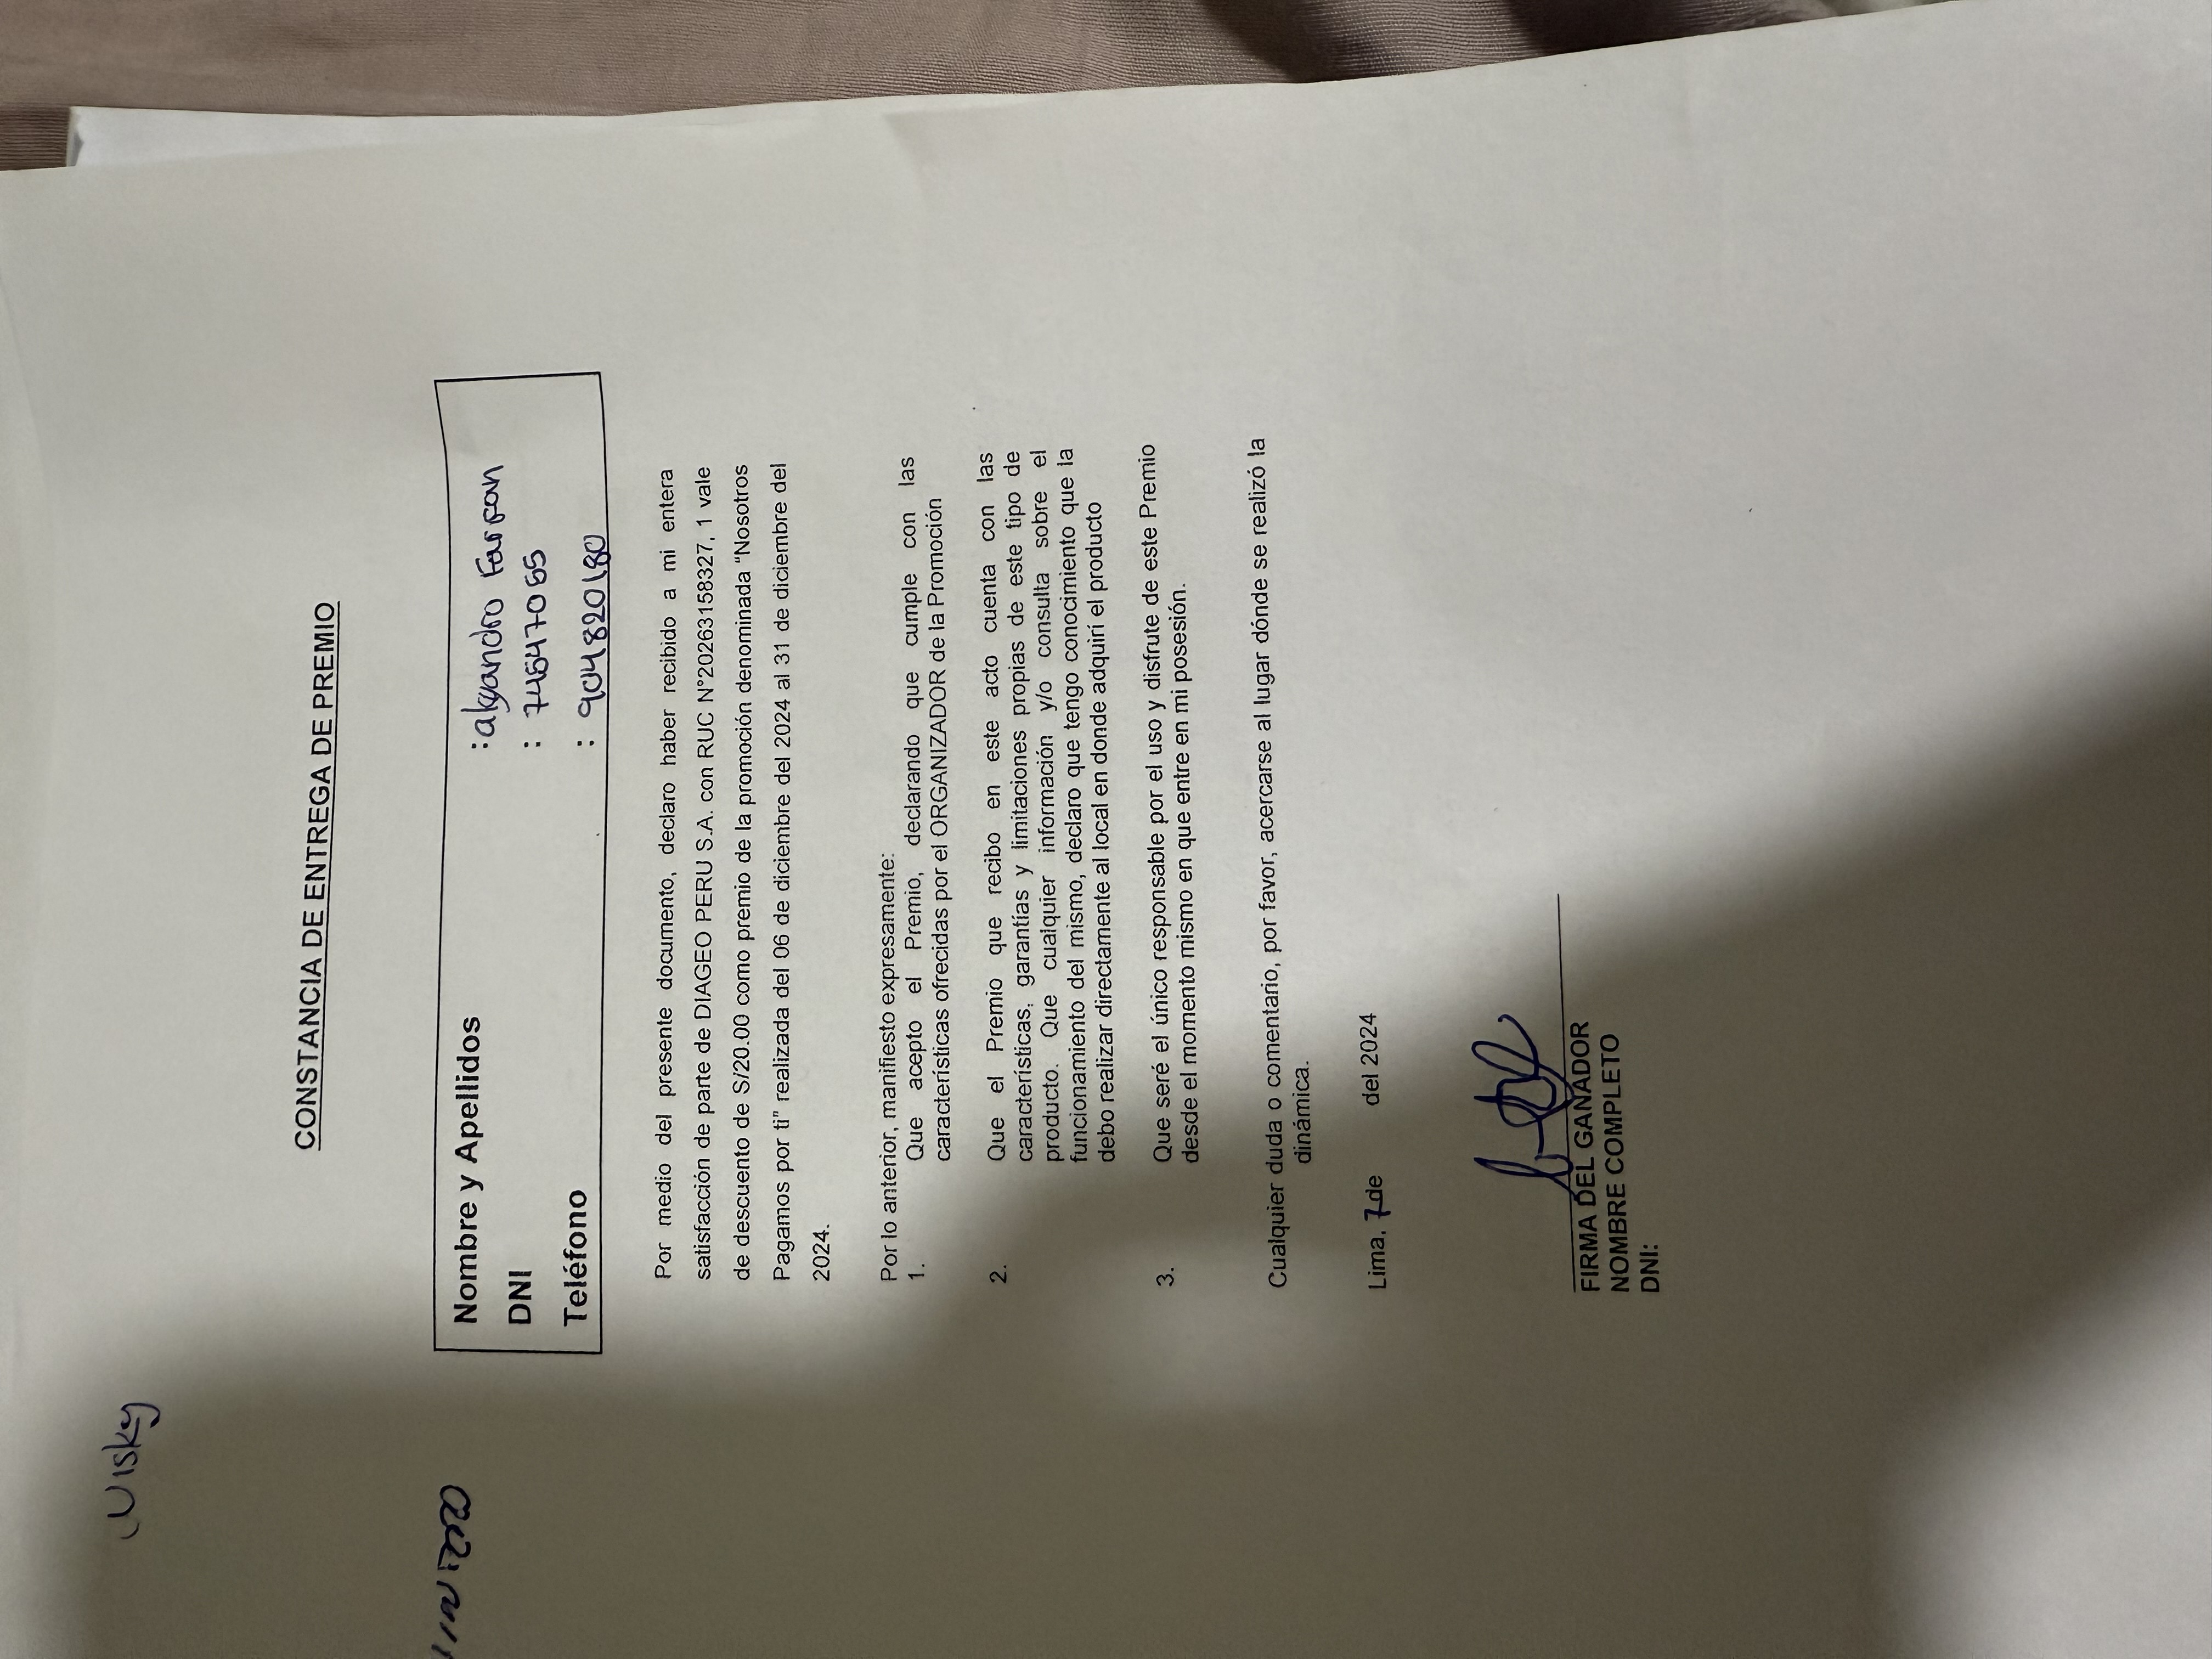 Wisky
CONSTANCIA DE ENTREGA DE PREMIO
Nombre y Apellidos : alejandro Farfan
DNI : 74547055
Teléfono : 904820180
Por medio del presente documento, declaro haber recibido a mi entera
satisfacción de parte de DIAGEO PERU S.A. con RUC N°20263158327, 1 vale
de descuento de S/20.00 como premio de la promoción denominada “Nosotros
Pagamos por ti” realizada del 06 de diciembre del 2024 al 31 de diciembre del
2024.
Por lo anterior, manifiesto expresamente:
1. Que acepto el Premio, declarando que cumple con las
características ofrecidas por el ORGANIZADOR de la Promoción
2. Que el Premio que recibo en este acto cuenta con las
características, garantías y limitaciones propias de este tipo de
producto. Que cualquier información y/o consulta sobre el
funcionamiento del mismo, declaro que tengo conocimiento que la
debo realizar directamente al local en donde adquirí el producto
3. Que seré el único responsable por el uso y disfrute de este Premio
desde el momento mismo en que entre en mi posesión.
Cualquier duda o comentario, por favor, acercarse al lugar dónde se realizó la
dinámica.
Lima, 7 de del 2024
FIRMA DEL GANADOR
NOMBRE COMPLETO
DNI: